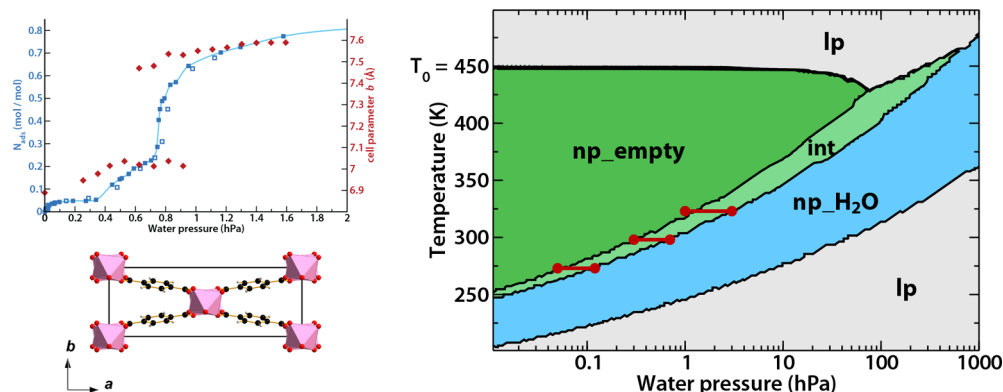 N_ads (mol / mol)
0.8
0.7
0.6
0.5
0.4
0.3
0.2
0.1
0
0 0.2 0.4 0.6 0.8 1 1.2 1.4 1.6 1.8 2
Water pressure (hPa)
7.6
7.5
7.4
7.3
7.2
7.1
7
6.9
cell parameter b (Å)
b
a
Temperature (K)
T₀ =
450
400
350
300
250
lp
np_empty
int
np_H₂O
lp
0.1 1 10 100 1000
Water pressure (hPa)